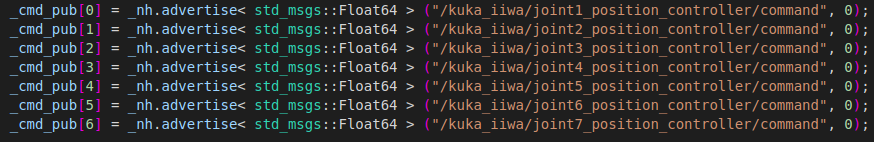 _cmd_pub[0] = _nh.advertise< std_msgs::Float64 > ("/kuka_iiwa/joint1_position_controller/command", 0);
_cmd_pub[1] = _nh.advertise< std_msgs::Float64 > ("/kuka_iiwa/joint2_position_controller/command", 0);
_cmd_pub[2] = _nh.advertise< std_msgs::Float64 > ("/kuka_iiwa/joint3_position_controller/command", 0);
_cmd_pub[3] = _nh.advertise< std_msgs::Float64 > ("/kuka_iiwa/joint4_position_controller/command", 0);
_cmd_pub[4] = _nh.advertise< std_msgs::Float64 > ("/kuka_iiwa/joint5_position_controller/command", 0);
_cmd_pub[5] = _nh.advertise< std_msgs::Float64 > ("/kuka_iiwa/joint6_position_controller/command", 0);
_cmd_pub[6] = _nh.advertise< std_msgs::Float64 > ("/kuka_iiwa/joint7_position_controller/command", 0);